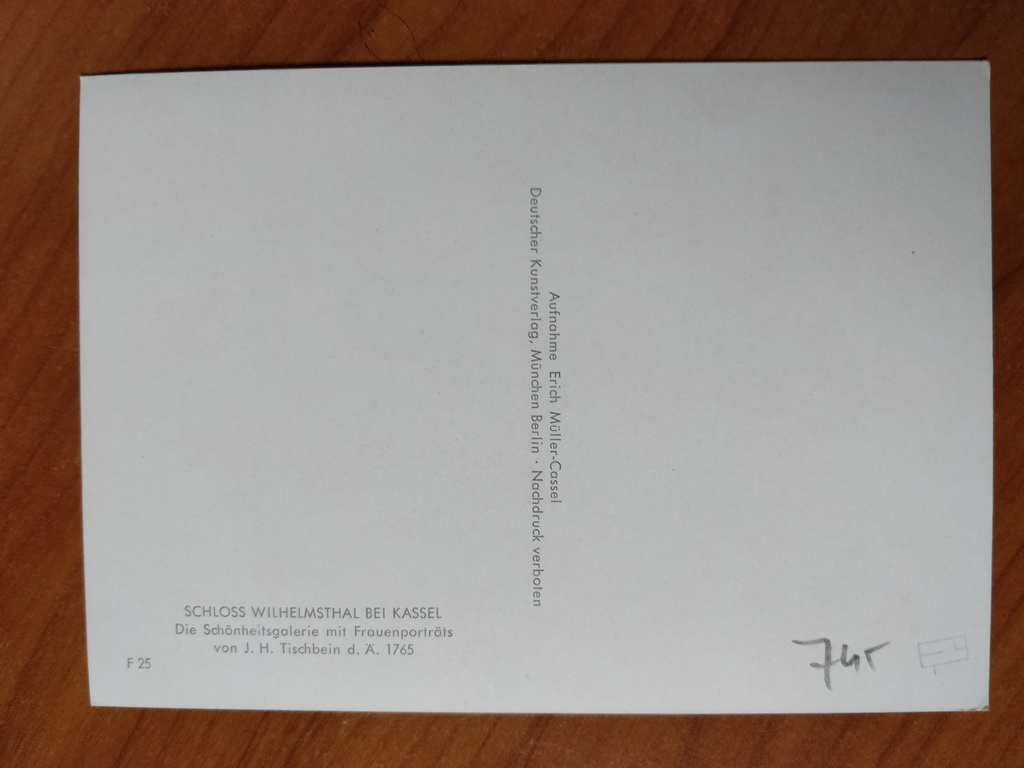 Aufnahme Erich Müller-Cassel
Deutscher Kunstverlag, München Berlin · Nachdruck verboten
SCHLOSS WILHELMSTHAL BEI KASSEL
Die Schönheitsgalerie mit Frauenporträts
von J. H. Tischbein d. Ä. 1765
F 25